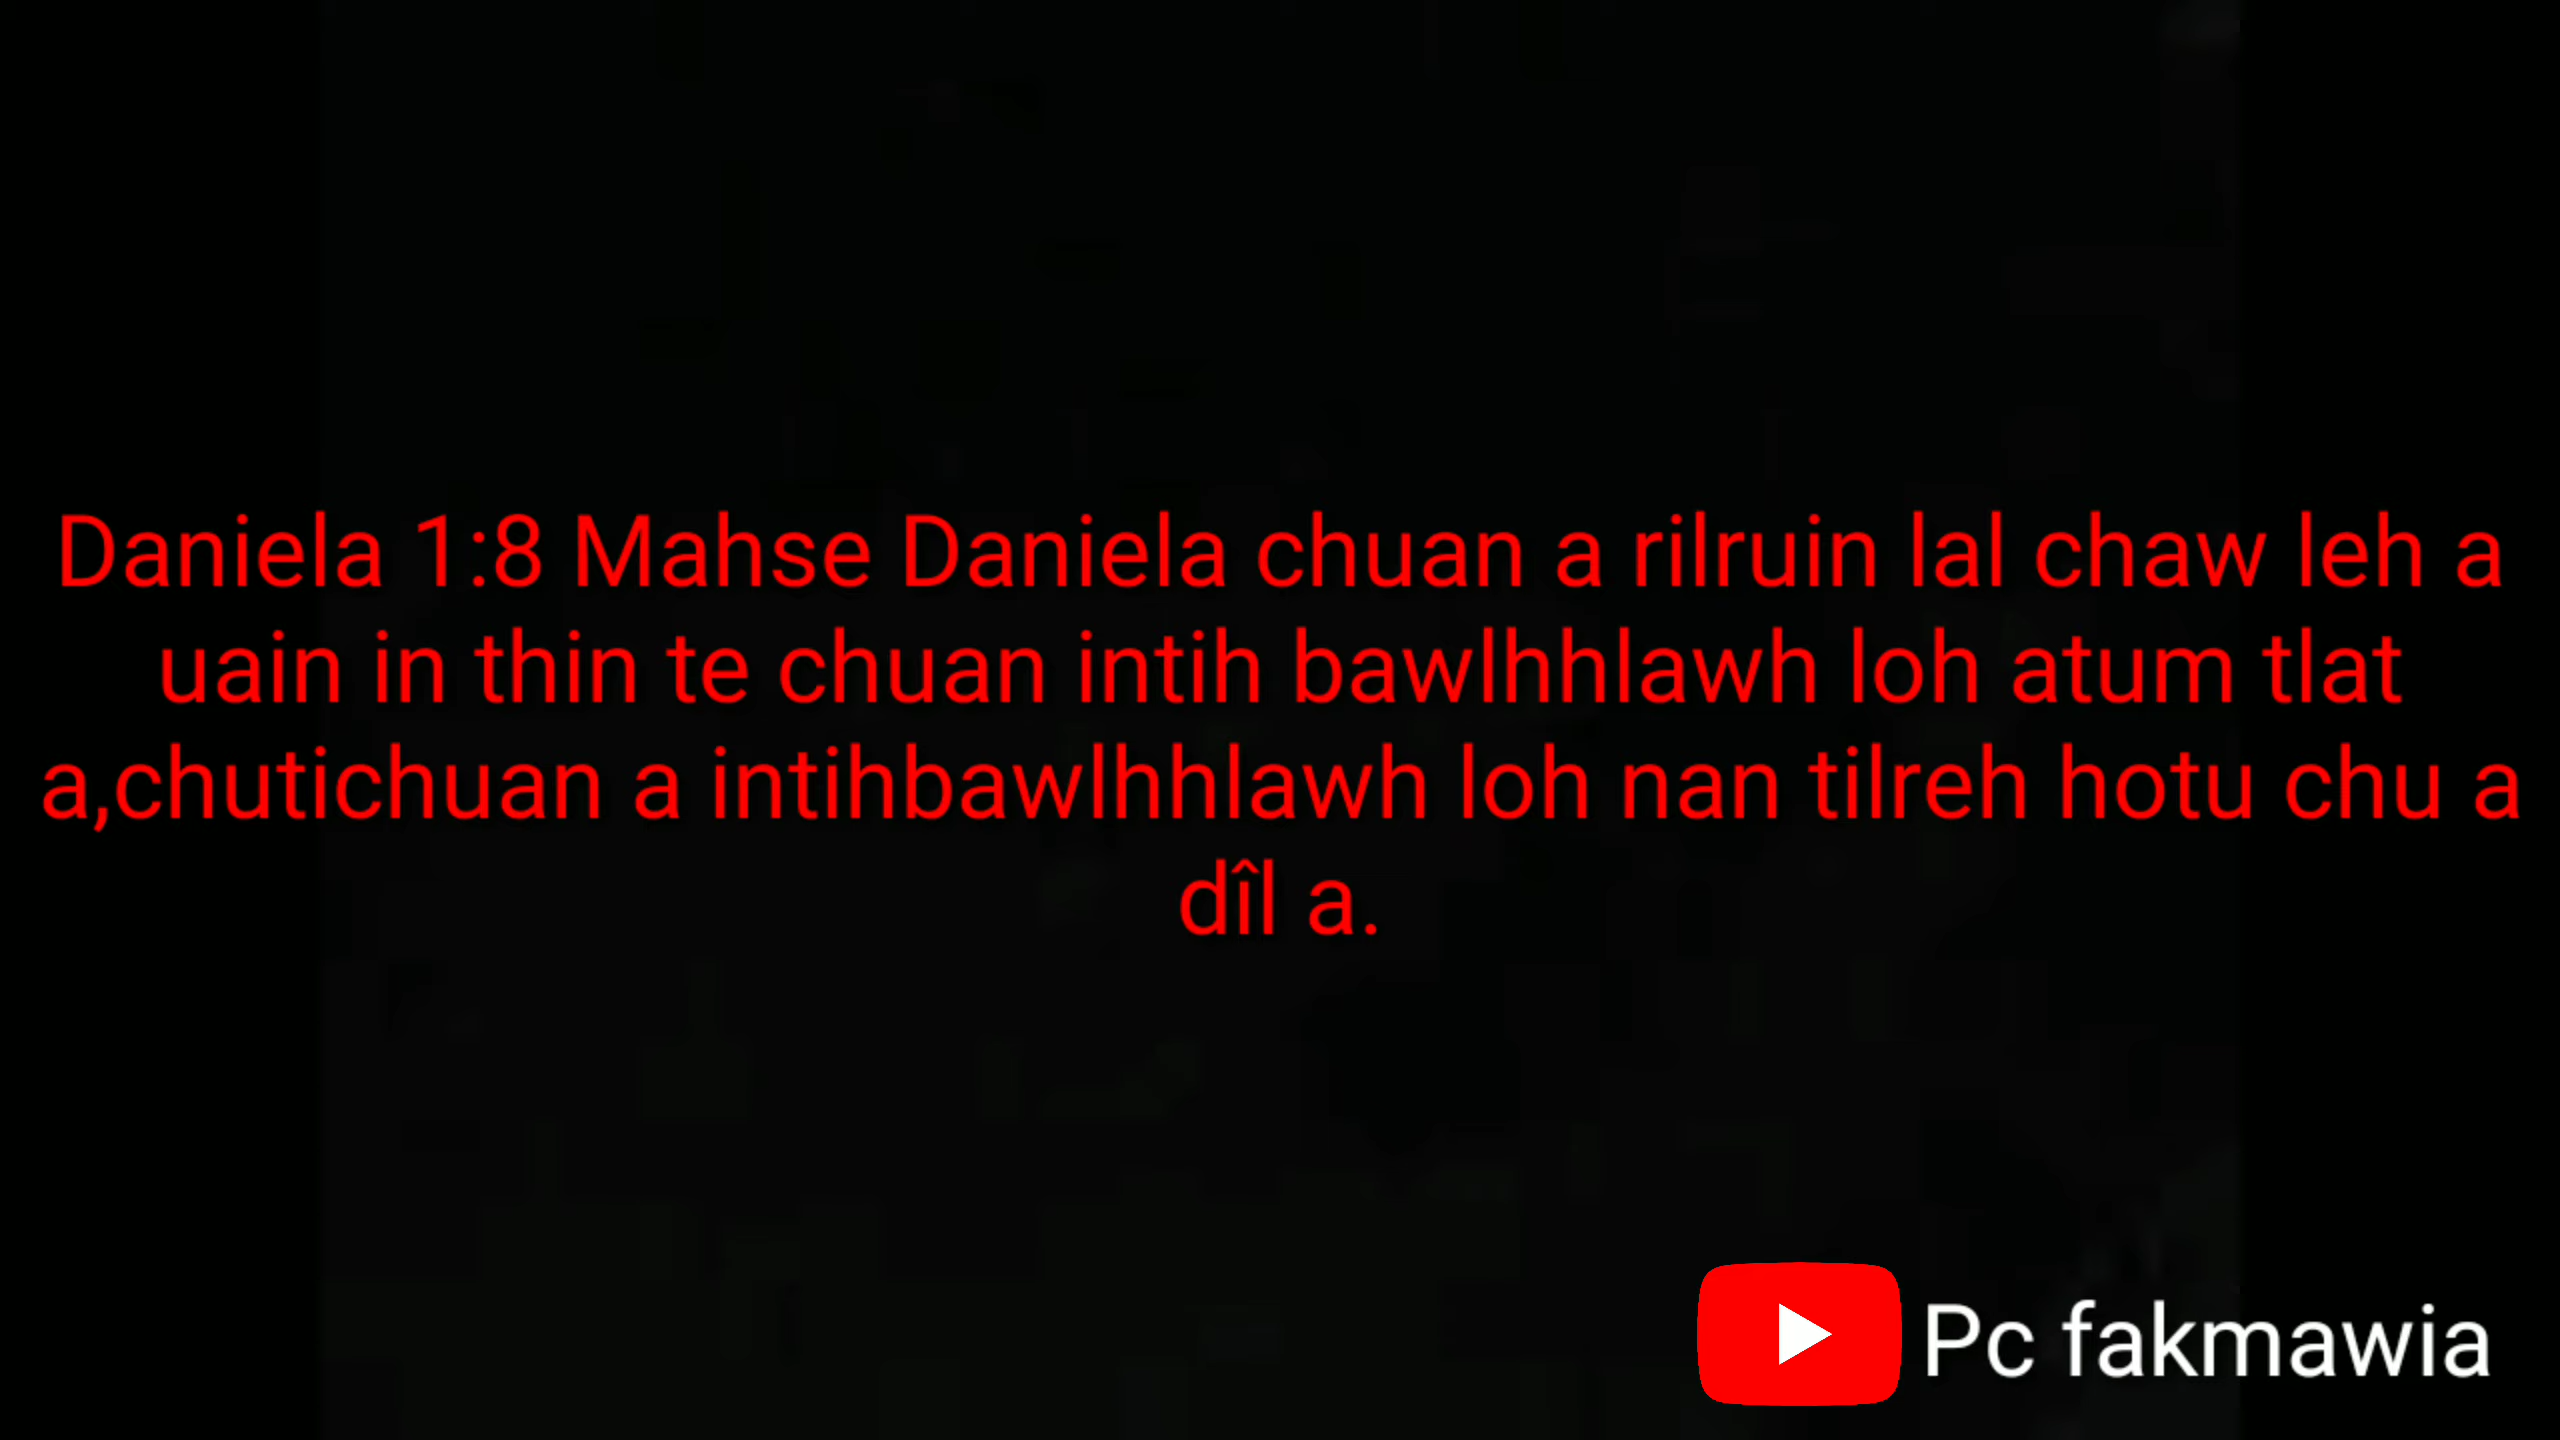 Daniela 1:8 Mahse Daniela chuan a rilruin lal chaw leh a
uain in thin te chuan intih bawlhhlawh loh atum tlat
a,chutichuan a intihbawlhhlawh loh nan tilreh hotu chu a
dîl a.
Pc fakmawia